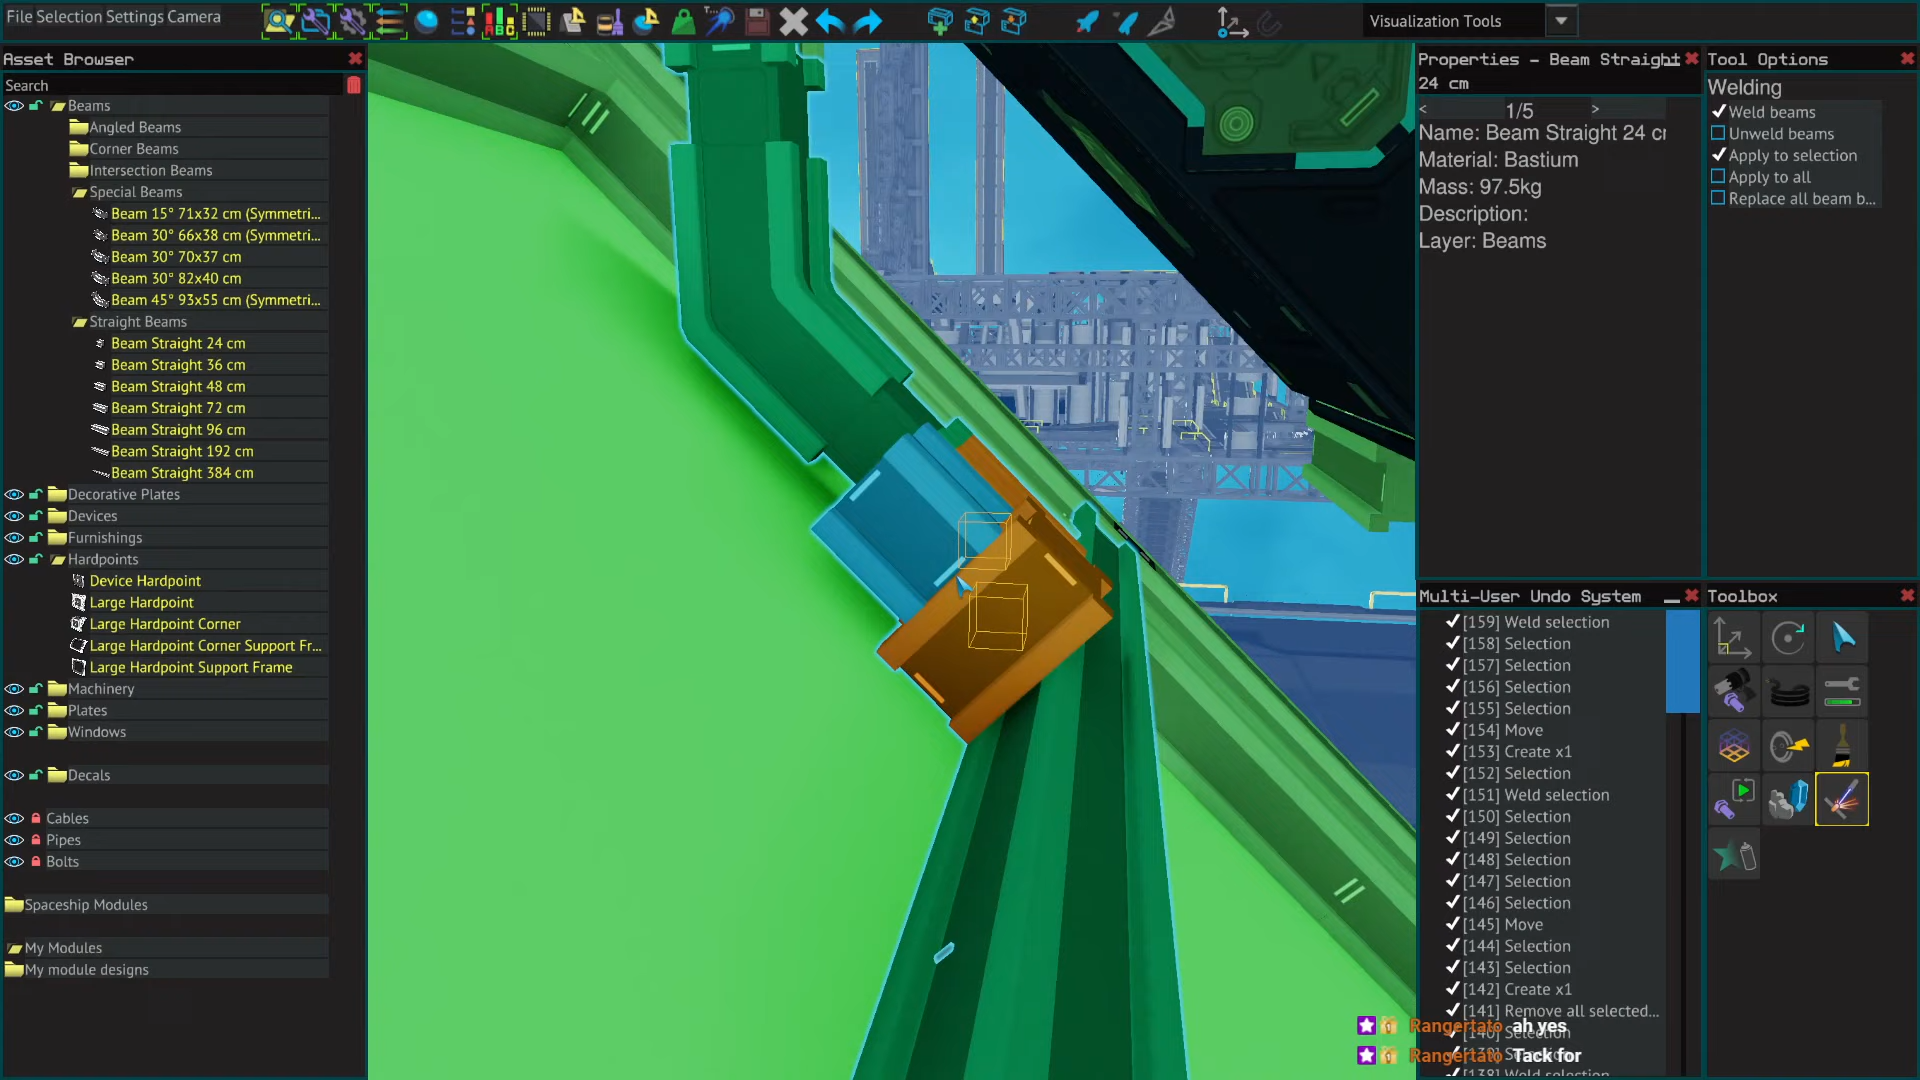 File Selection Settings Camera
Visualization Tools
Asset Browser
Search
Beams
Angled Beams
Corner Beams
Intersection Beams
Special Beams
Beam 15° 71x32 cm (Symmetri...
Beam 30° 66x38 cm (Symmetri...
Beam 30° 70x37 cm
Beam 30° 82x40 cm
Beam 45° 93x55 cm (Symmetri...
Straight Beams
Beam Straight 24 cm
Beam Straight 36 cm
Beam Straight 48 cm
Beam Straight 72 cm
Beam Straight 96 cm
Beam Straight 192 cm
Beam Straight 384 cm
Decorative Plates
Devices
Furnishings
Hardpoints
Device Hardpoint
Large Hardpoint
Large Hardpoint Corner
Large Hardpoint Corner Support Fr...
Large Hardpoint Support Frame
Machinery
Plates
Windows
Decals
Cables
Pipes
Bolts
Spaceship Modules
My Modules
My module designs
Properties - Beam Straight
24 cm
< 1/5 >
Name: Beam Straight 24 cr
Material: Bastium
Mass: 97.5kg
Description:
Layer: Beams
Tool Options
Welding
Weld beams
Unweld beams
Apply to selection
Apply to all
Replace all beam b...
Multi-User Undo System
[159] Weld selection
[158] Selection
[157] Selection
[156] Selection
[155] Selection
[154] Move
[153] Create x1
[152] Selection
[151] Weld selection
[150] Selection
[149] Selection
[148] Selection
[147] Selection
[146] Selection
[145] Move
[144] Selection
[143] Selection
[142] Create x1
[141] Remove all selected...
[140] Selection
[138] Weld selection
Toolbox
Rangertato ah yes
Rangertato Tack for